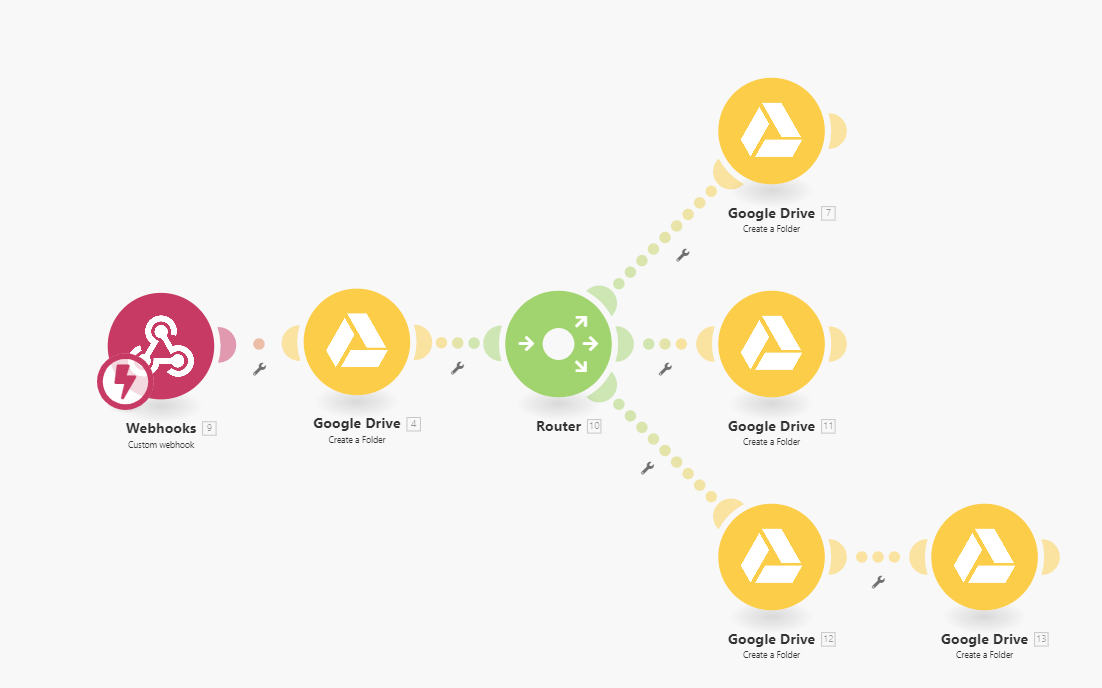 Google Drive 7
Create a Folder
Webhooks 9
Custom webhook
Google Drive 4
Create a Folder
Router 10
Google Drive 11
Create a Folder
Google Drive 12
Create a Folder
Google Drive 13
Create a Folder